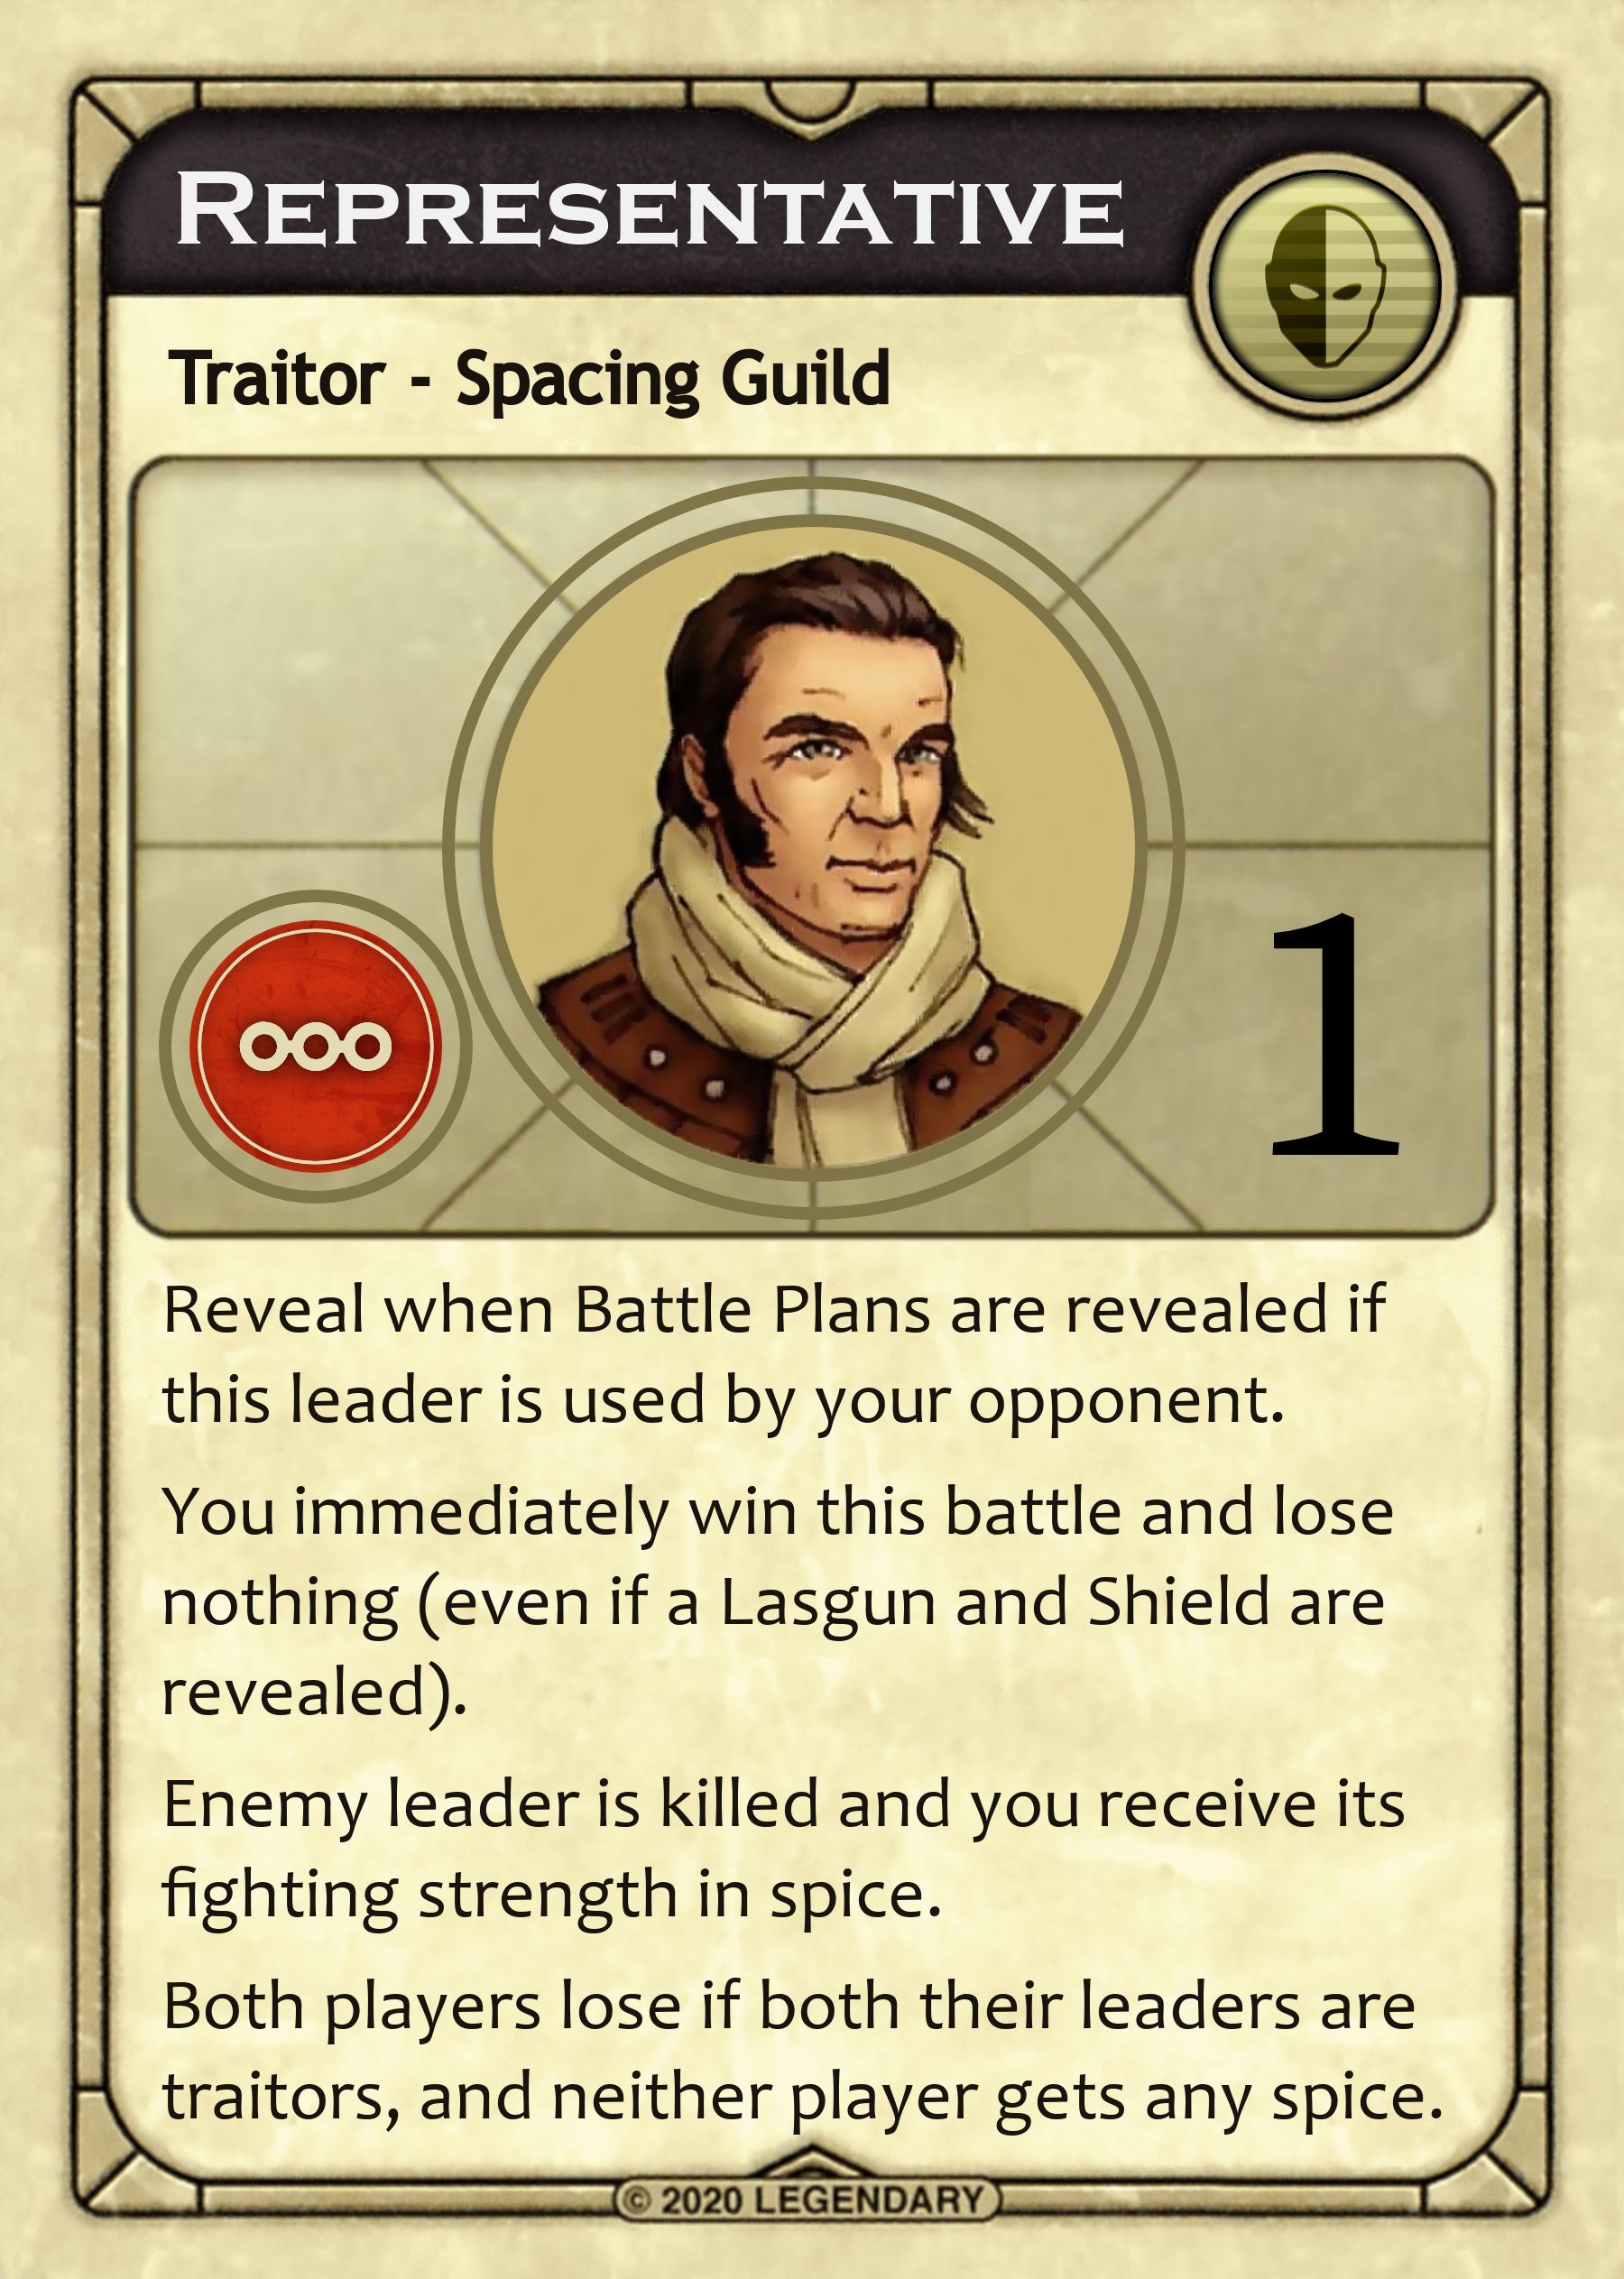 REPRESENTATIVE
Traitor - Spacing Guild
1
Reveal when Battle Plans are revealed if
this leader is used by your opponent.
You immediately win this battle and lose
nothing (even if a Lasgun and Shield are
revealed).
Enemy leader is killed and you receive its
fighting strength in spice.
Both players lose if both their leaders are
traitors, and neither player gets any spice.
© 2020 LEGENDARY